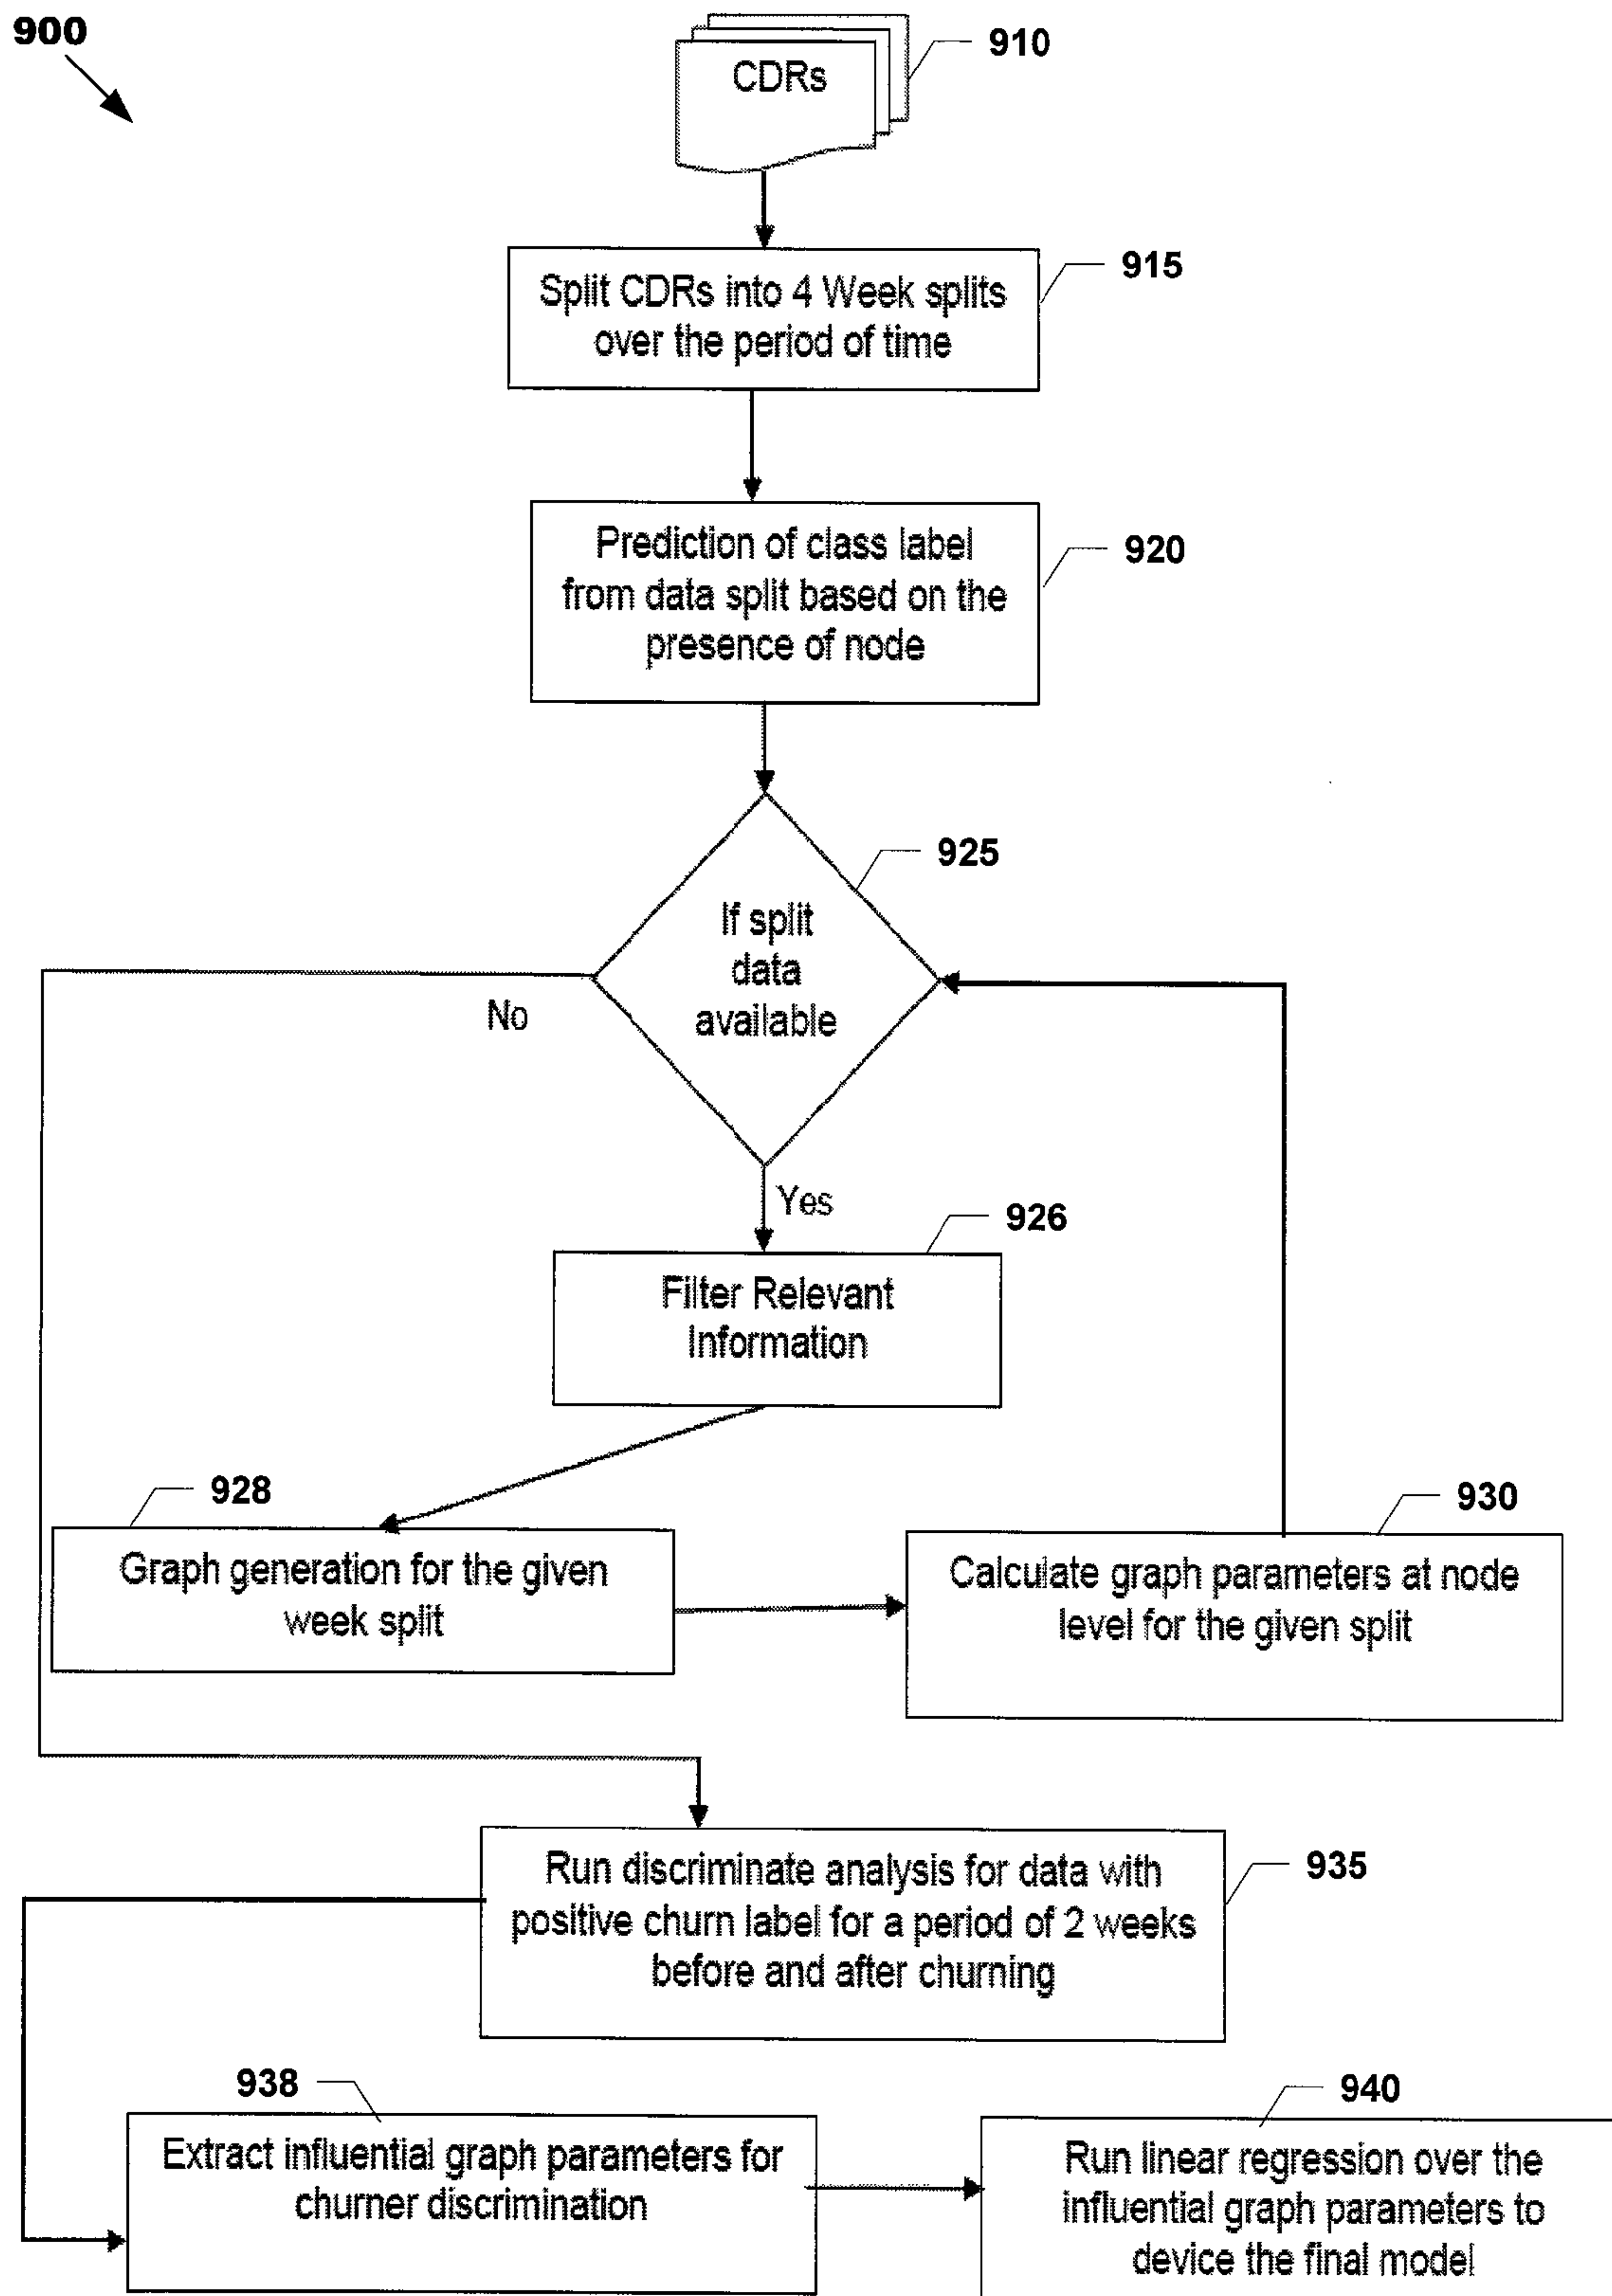 900
910
CDRs
915
Split CDRs into 4 Week splits
over the period of time
920
Prediction of class label
from data split based on the
presence of node
925
If split
data
available
No
Yes
926
Filter Relevant
Information
928
Graph generation for the given
week split
930
Calculate graph parameters at node
level for the given split
935
Run discriminate analysis for data with
positive churn label for a period of 2 weeks
before and after churning
938
Extract influential graph parameters for
churner discrimination
940
Run linear regression over the
influential graph parameters to
device the final model